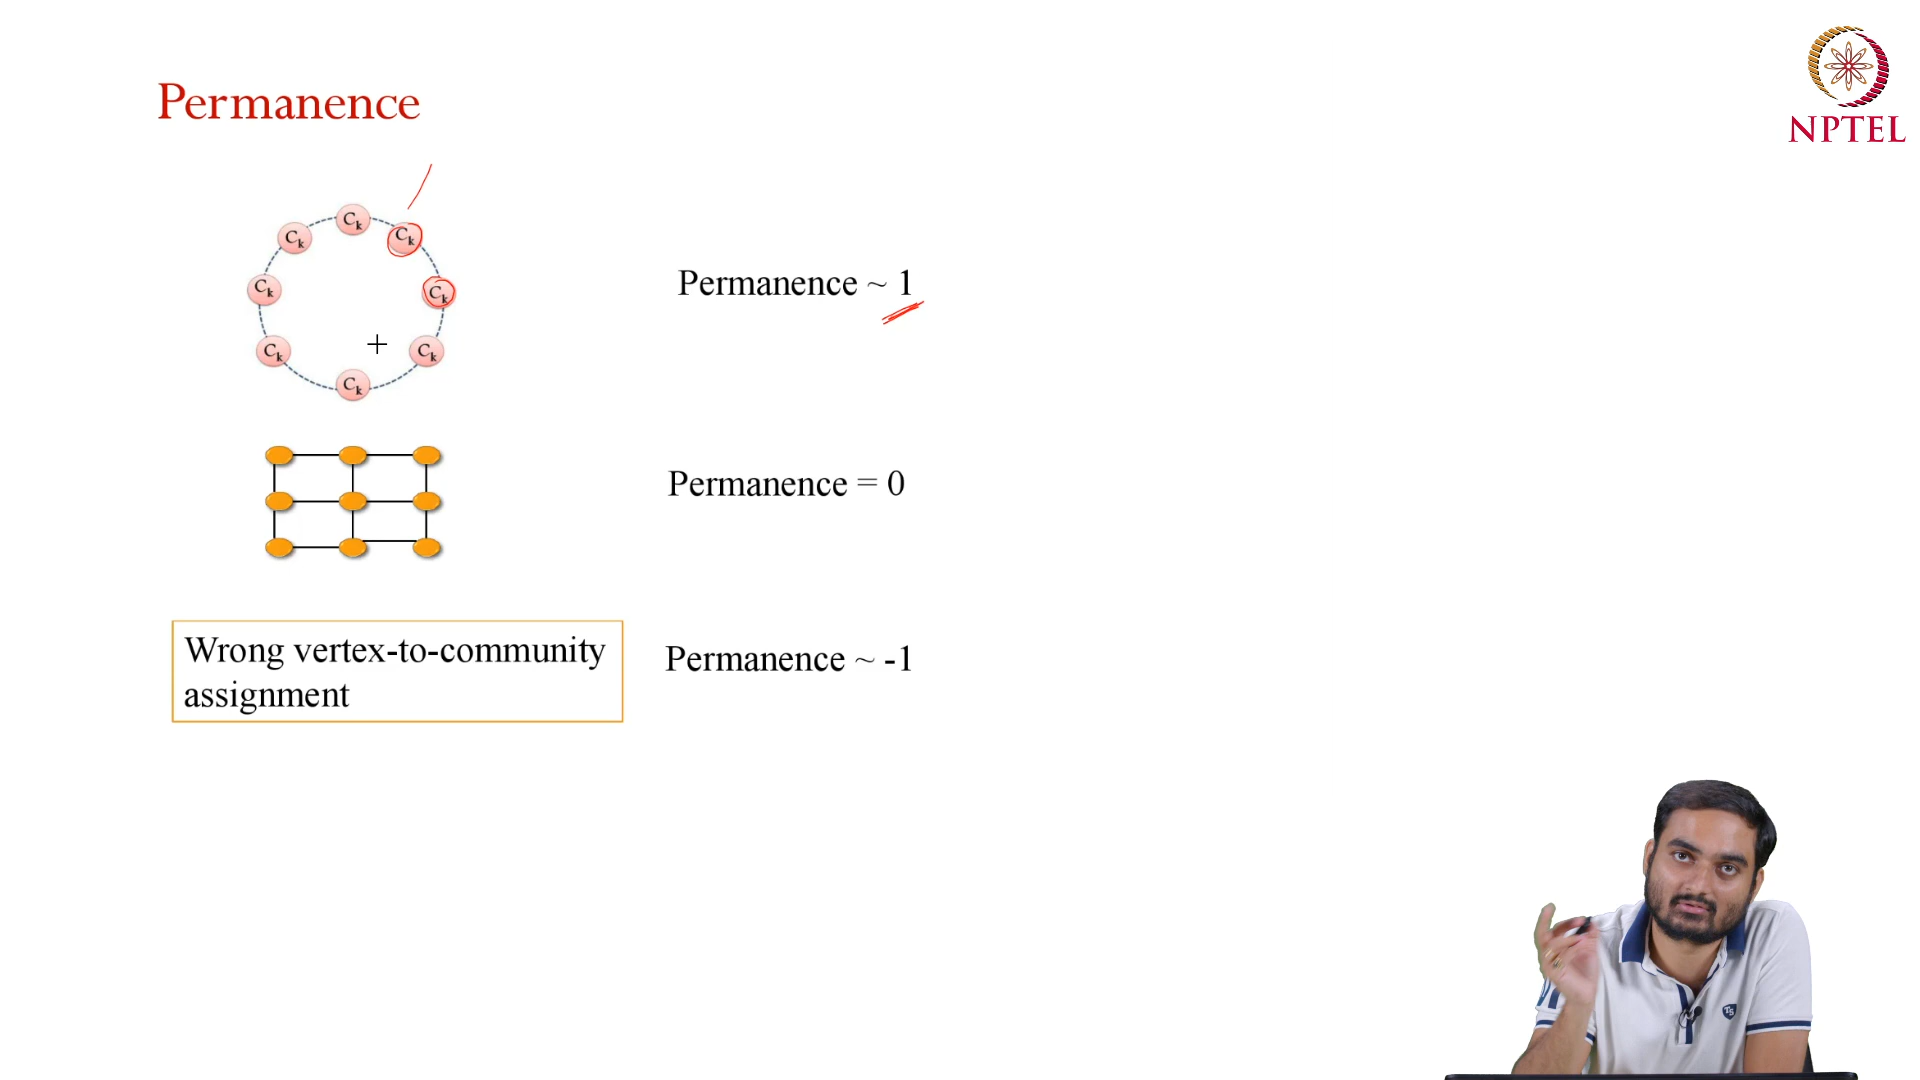 Permanence
NPTEL
Ck
Ck
Ck
Ck
Ck
Ck
Ck
Ck
Permanence ~ 1
Permanence = 0
Wrong vertex-to-community
assignment
Permanence ~ -1
TS